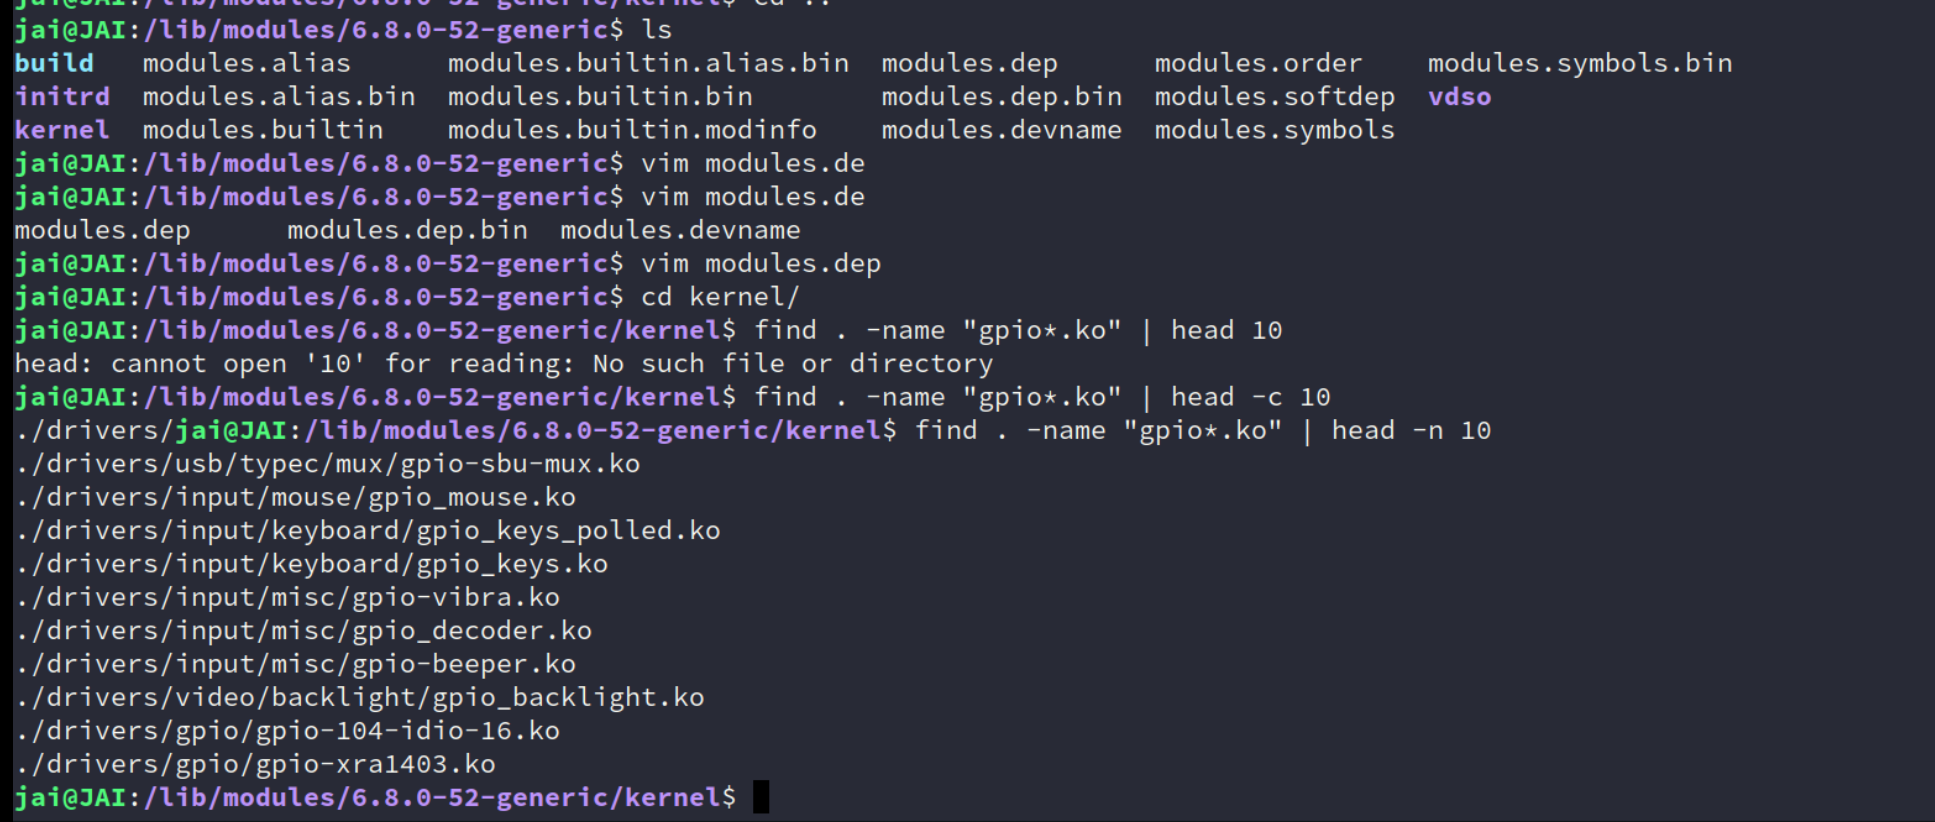 jai@JAI:/lib/modules/6.8.0-52-generic/kernel$ cd ..
jai@JAI:/lib/modules/6.8.0-52-generic$ ls
build   modules.alias      modules.builtin.alias.bin  modules.dep      modules.order    modules.symbols.bin
initrd  modules.alias.bin  modules.builtin.bin        modules.dep.bin  modules.softdep  vdso
kernel  modules.builtin    modules.builtin.modinfo    modules.devname  modules.symbols
jai@JAI:/lib/modules/6.8.0-52-generic$ vim modules.de
jai@JAI:/lib/modules/6.8.0-52-generic$ vim modules.de
modules.dep      modules.dep.bin  modules.devname
jai@JAI:/lib/modules/6.8.0-52-generic$ vim modules.dep
jai@JAI:/lib/modules/6.8.0-52-generic$ cd kernel/
jai@JAI:/lib/modules/6.8.0-52-generic/kernel$ find . -name "gpio*.ko" | head 10
head: cannot open '10' for reading: No such file or directory
jai@JAI:/lib/modules/6.8.0-52-generic/kernel$ find . -name "gpio*.ko" | head -c 10
./drivers/jai@JAI:/lib/modules/6.8.0-52-generic/kernel$ find . -name "gpio*.ko" | head -n 10
./drivers/usb/typec/mux/gpio-sbu-mux.ko
./drivers/input/mouse/gpio_mouse.ko
./drivers/input/keyboard/gpio_keys_polled.ko
./drivers/input/keyboard/gpio_keys.ko
./drivers/input/misc/gpio-vibra.ko
./drivers/input/misc/gpio_decoder.ko
./drivers/input/misc/gpio-beeper.ko
./drivers/video/backlight/gpio_backlight.ko
./drivers/gpio/gpio-104-idio-16.ko
./drivers/gpio/gpio-xra1403.ko
jai@JAI:/lib/modules/6.8.0-52-generic/kernel$